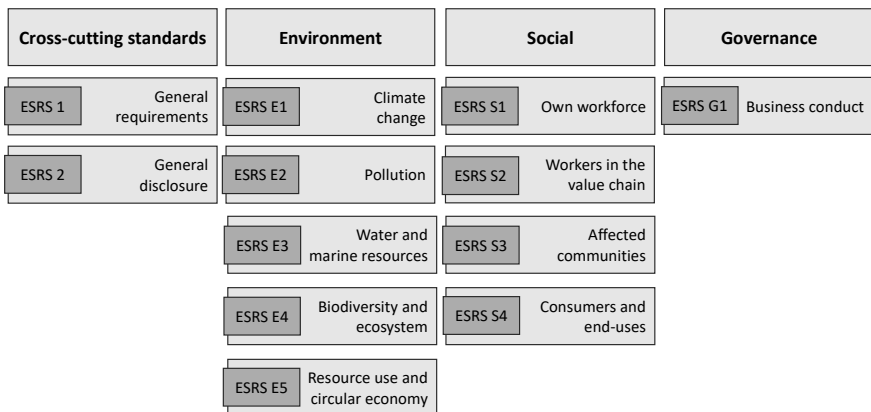 Cross-cutting standards
ESRS 1
General
requirements
ESRS 2
General
disclosure
Environment
ESRS E1
Climate
change
ESRS E2
Pollution
ESRS E3
Water and
marine resources
ESRS E4
Biodiversity and
ecosystem
ESRS E5
Resource use and
circular economy
Social
ESRS S1
Own workforce
ESRS S2
Workers in the
value chain
ESRS S3
Affected
communities
ESRS S4
Consumers and
end-uses
Governance
ESRS G1
Business conduct